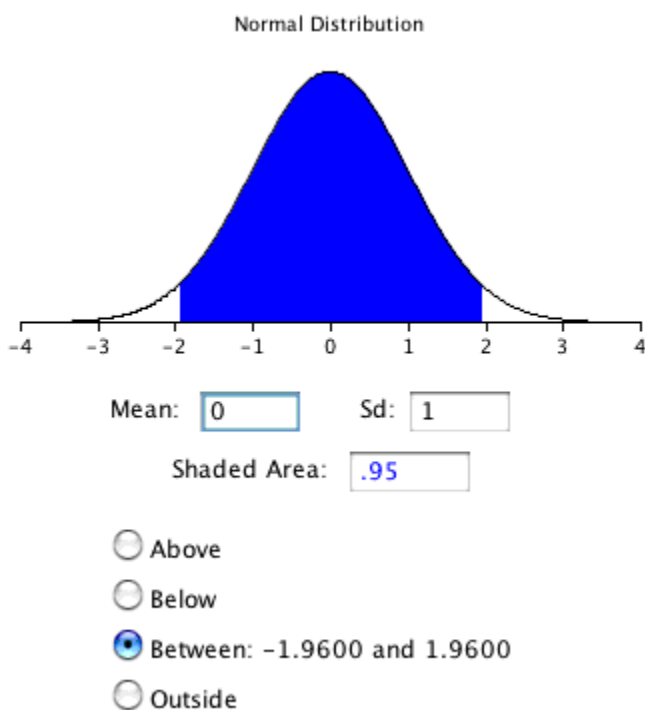 Normal Distribution
-4 -3 -2 -1 0 1 2 3 4
Mean: 0 Sd: 1
Shaded Area: .95
Above
Below
Between: -1.9600 and 1.9600
Outside